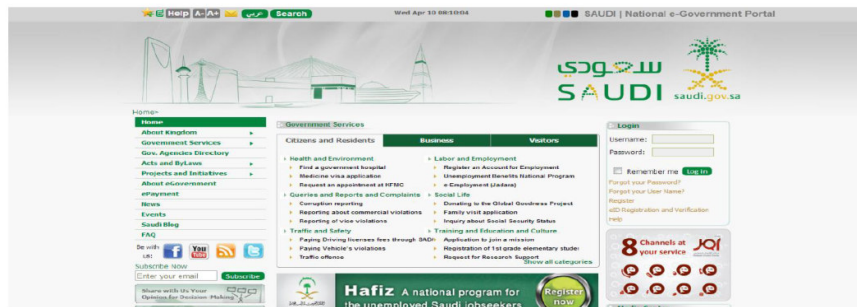 Help A- A+ عربي Search
Wed Apr 10 08:10:04
SAUDI | National e-Government Portal
سعودي
SAUDI saudi.gov.sa
Home»
Home
About Kingdom
Government Services
Gov. Agencies Directory
Acts and ByLaws
Projects and Initiatives
About eGovernment
ePayment
News
Events
Saudi Blog
FAQ
Be with us:
You Tube
Subscribe Now
Enter your email Subscribe
Share with Us Your
Opinion for Decision-Making
Government Services
Citizens and Residents Business Visitors
Health and Environment
Find a government hospital
Medicine visa application
Request an appointment at HFMC
Queries and Reports and Complaints
Corruption reporting
Reporting about commercial violations
Reporting of vice violations
Traffic and Safety
Paying Driving licenses fees through SADA
Paying Vehicle's violations
Traffic offence
Labor and Employment
Register an Account for Employment
Unemployment Benefits National Program
e-Employment (Jadara)
Social Life
Donating to the Global Goodness Project
Family visit application
Inquiry about Social Security Status
Training and Education and Culture
Application to join a mission
Registration of 1st grade elementary studen
Request for Research Support
Show all categories
Hafiz A national program for
the unemployed Saudi jobseekers
Register
now
Login
Username:
Password:
Remember me Log in
Forgot your Password?
Forgot your User Name?
Register
eID Registration and Verification
Help
8 Channels at
your service